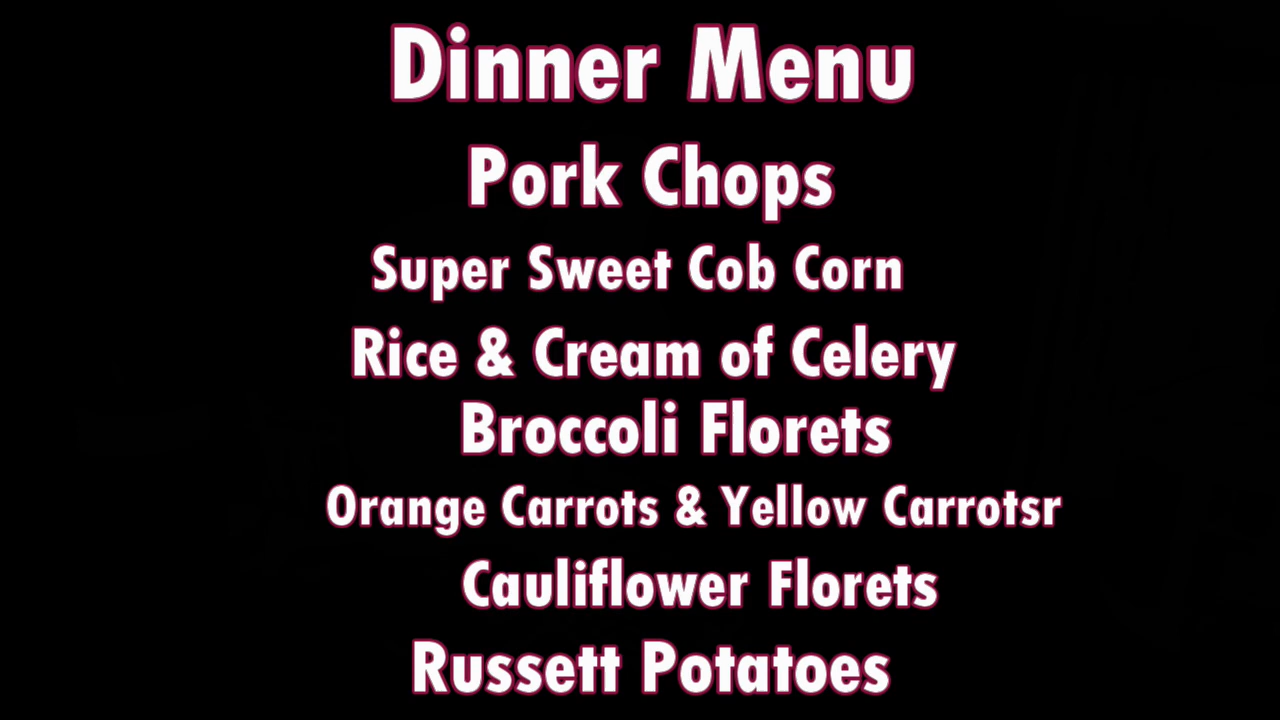 Dinner Menu
Pork Chops
Super Sweet Cob Corn
Rice & Cream of Celery
Broccoli Florets
Orange Carrots & Yellow Carrotsr
Cauliflower Florets
Russett Potatoes